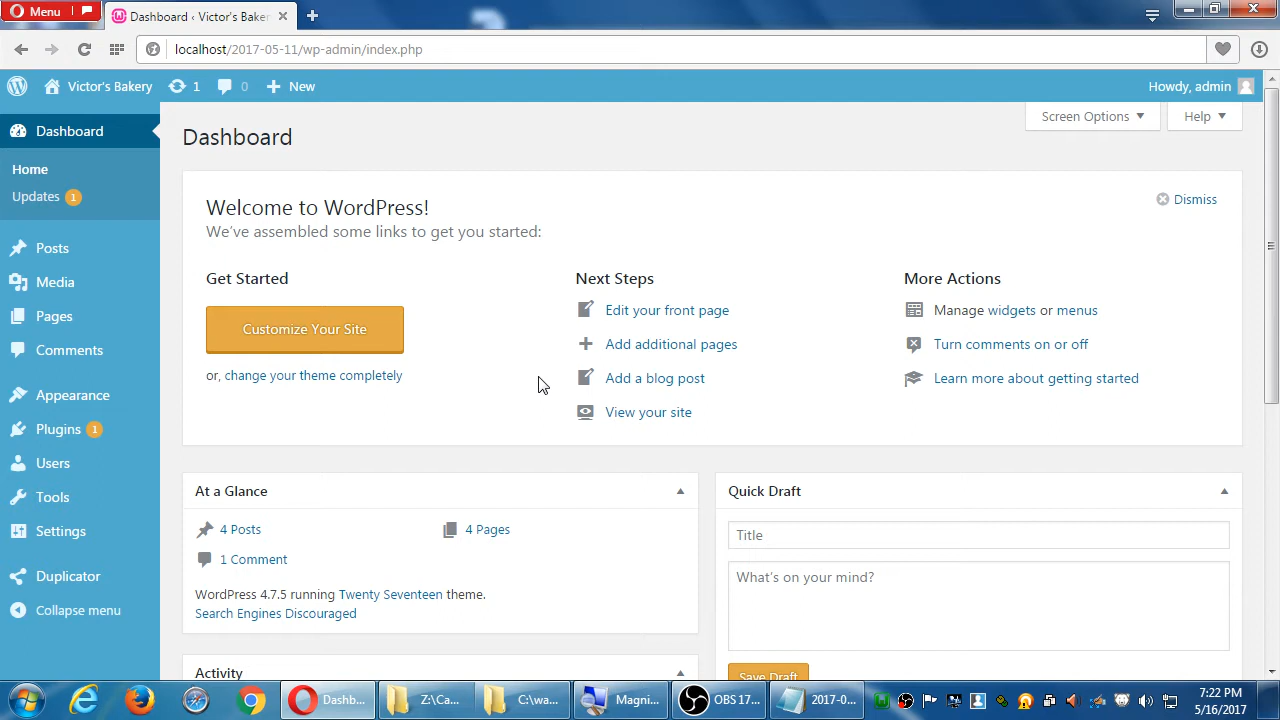 Menu
Dashboard ‹ Victor's Baker
localhost/2017-05-11/wp-admin/index.php
Victor's Bakery 1 0 New
Howdy, admin
Screen Options Help
Dashboard
Home
Updates 1
Posts
Media
Pages
Comments
Appearance
Plugins 1
Users
Tools
Settings
Duplicator
Collapse menu
Dashboard
Welcome to WordPress!
We've assembled some links to get you started:
Dismiss
Get Started
Customize Your Site
or, change your theme completely
Next Steps
Edit your front page
Add additional pages
Add a blog post
View your site
More Actions
Manage widgets or menus
Turn comments on or off
Learn more about getting started
At a Glance
4 Posts 4 Pages
1 Comment
WordPress 4.7.5 running Twenty Seventeen theme.
Search Engines Discouraged
Activity
Quick Draft
Title
What's on your mind?
Save Draft
Dashb... Z:\Ca... C:\wa... Magni... OBS 17... 2017-0...
7:22 PM
5/16/2017